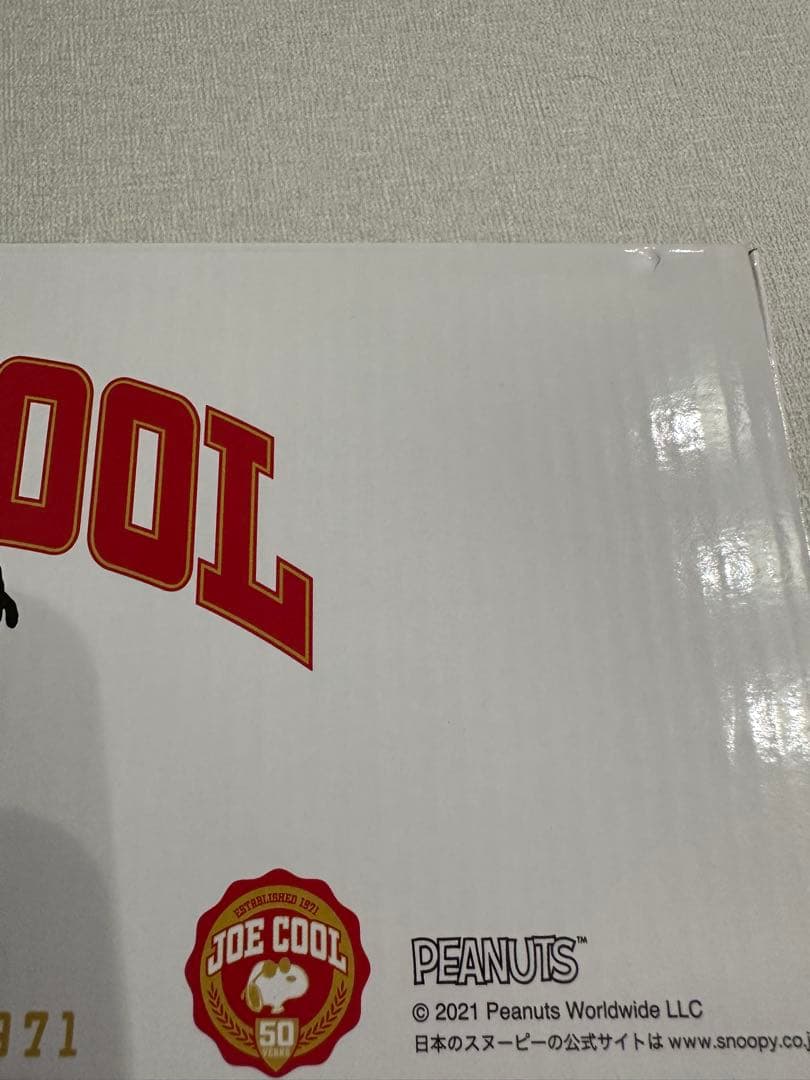 OOL
ESTABLISHED 1971
JOE COOL
50
YEARS
971
PEANUTS™
© 2021 Peanuts Worldwide LLC
日本のスヌーピーの公式サイトは www.snoopy.co.j